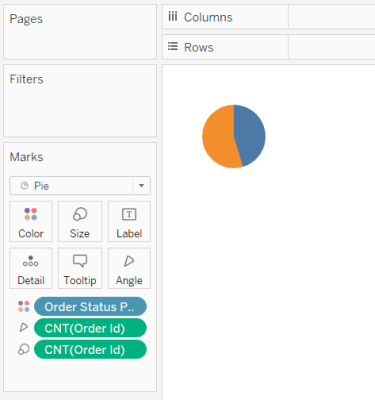 Pages
Columns
Rows
Filters
Marks
Pie
Color Size Label
Detail Tooltip Angle
Order Status P..
CNT(Order Id)
CNT(Order Id)